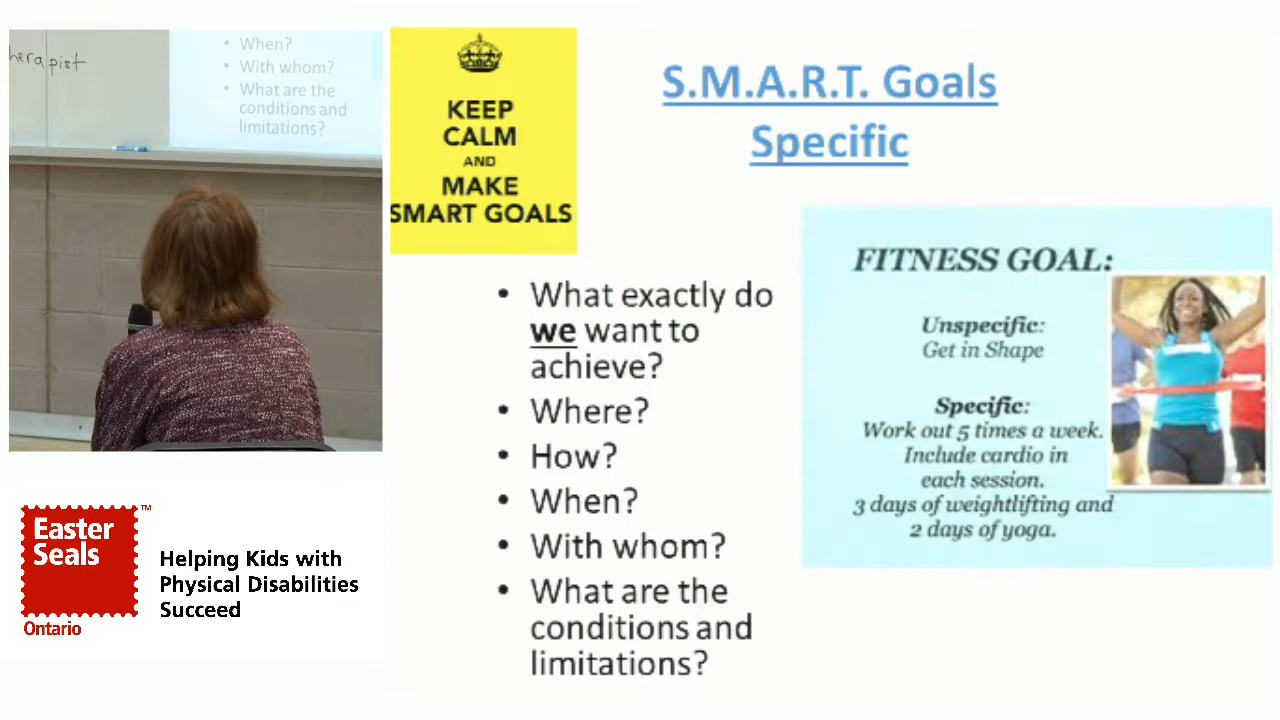 herapist
• When?
• With whom?
• What are the
conditions and
limitations?
KEEP
CALM
AND
MAKE
SMART GOALS
S.M.A.R.T. Goals
Specific
• What exactly do
we want to
achieve?
• Where?
• How?
• When?
• With whom?
• What are the
conditions and
limitations?
FITNESS GOAL:
Unspecific:
Get in Shape
Specific:
Work out 5 times a week.
Include cardio in
each session.
3 days of weightlifting and
2 days of yoga.
Easter
Seals
TM
Ontario
Helping Kids with
Physical Disabilities
Succeed